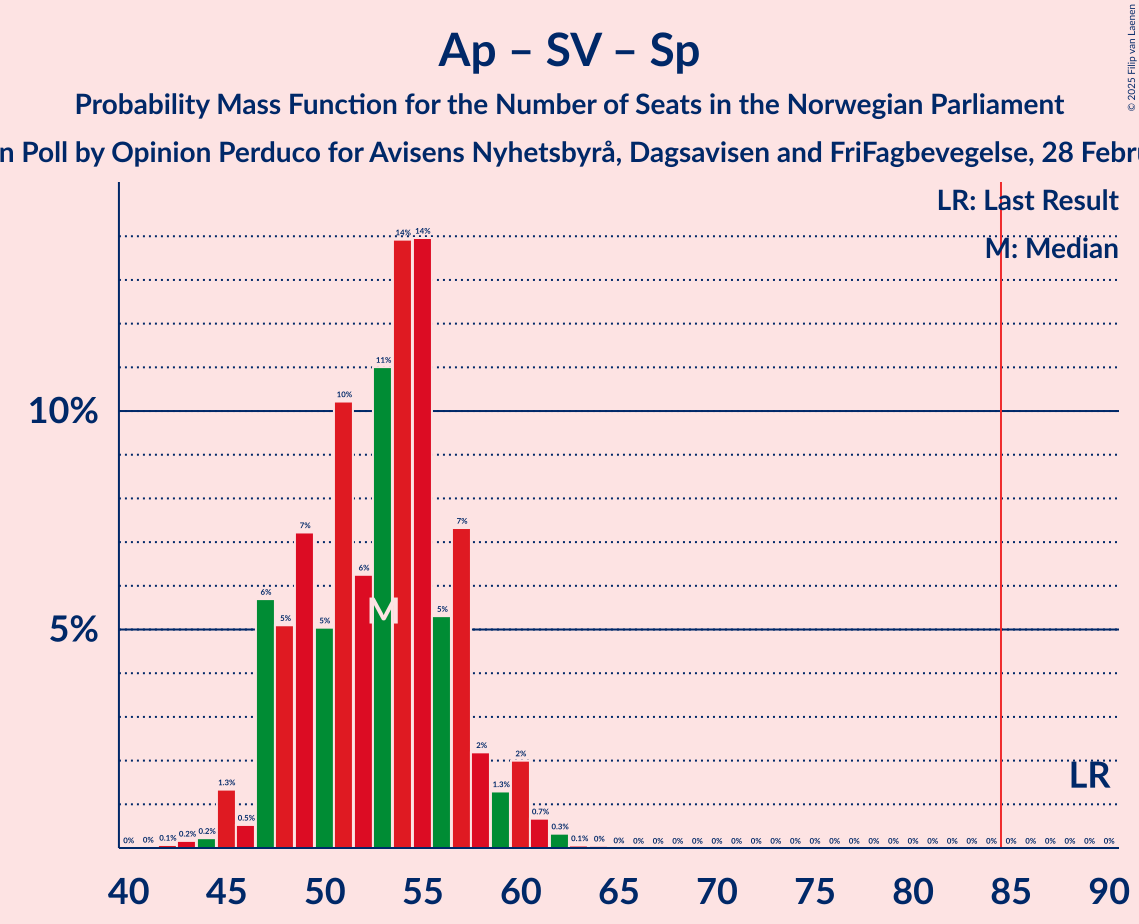 Ap – SV – Sp
Probability Mass Function for the Number of Seats in the Norwegian Parliament
n Poll by Opinion Perduco for Avisens Nyhetsbyrå, Dagsavisen and FriFagbevegelse, 28 Febru
© 2025 Filip van Laenen
LR: Last Result
M: Median
10%
5%
0% 0% 0.1% 0.2% 0.2% 1.3% 0.5% 6% 5% 7% 5% 10% 6% 11% 14% 14% 5% 7% 2% 1.3% 2% 0.7% 0.3% 0.1% 0% 0% 0% 0% 0% 0% 0% 0% 0% 0% 0% 0% 0% 0% 0% 0% 0% 0% 0% 0% 0% 0% 0% 0% 0% 0% 0%
M
LR
40 45 50 55 60 65 70 75 80 85 90